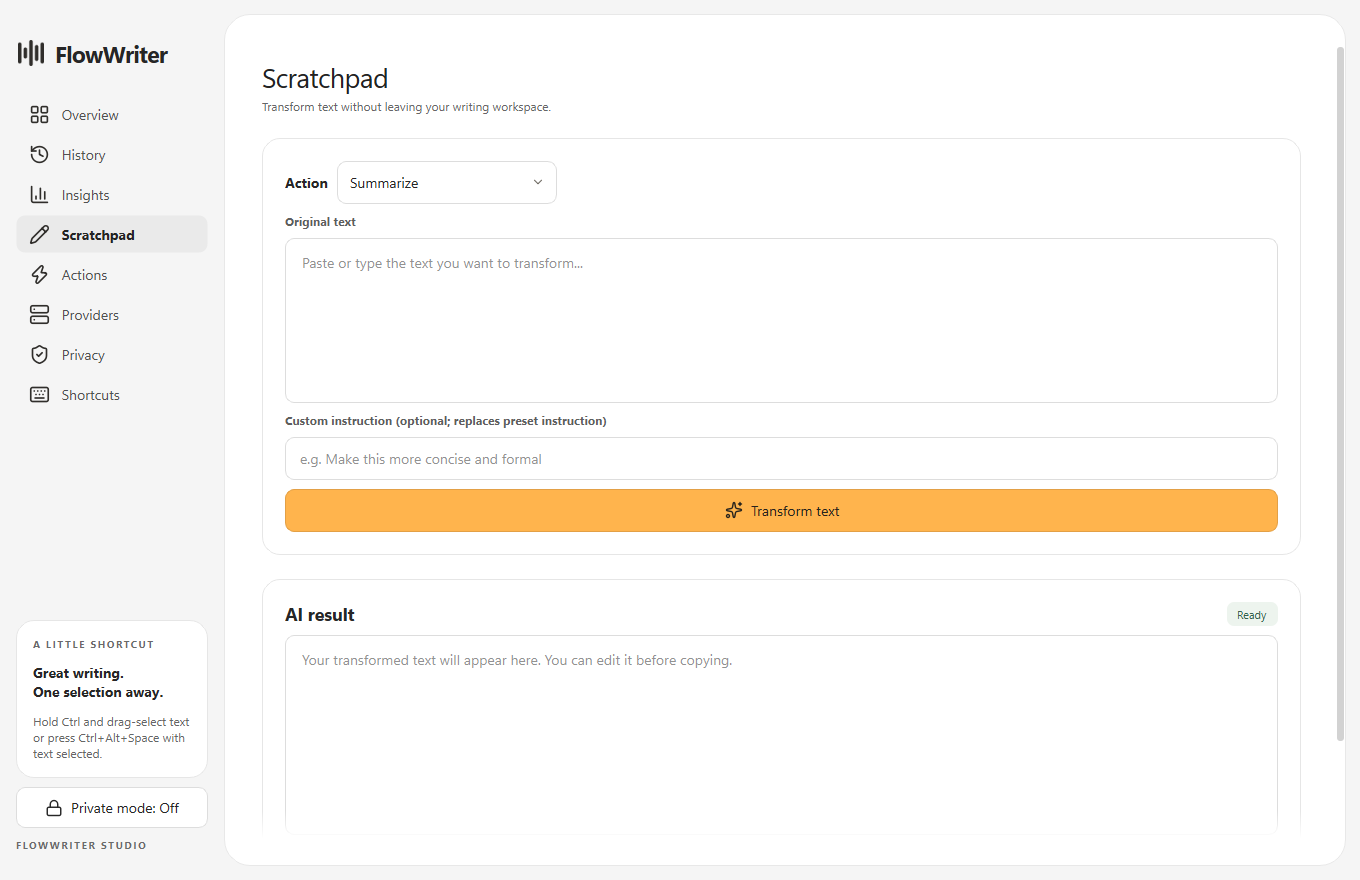 FlowWriter
Overview
History
Insights
Scratchpad
Actions
Providers
Privacy
Shortcuts
A LITTLE SHORTCUT
Great writing.
One selection away.
Hold Ctrl and drag-select text
or press Ctrl+Alt+Space with
text selected.
Private mode: Off
FLOWWRITER STUDIO
Scratchpad
Transform text without leaving your writing workspace.
Action
Summarize
Original text
Paste or type the text you want to transform...
Custom instruction (optional; replaces preset instruction)
e.g. Make this more concise and formal
Transform text
AI result
Ready
Your transformed text will appear here. You can edit it before copying.